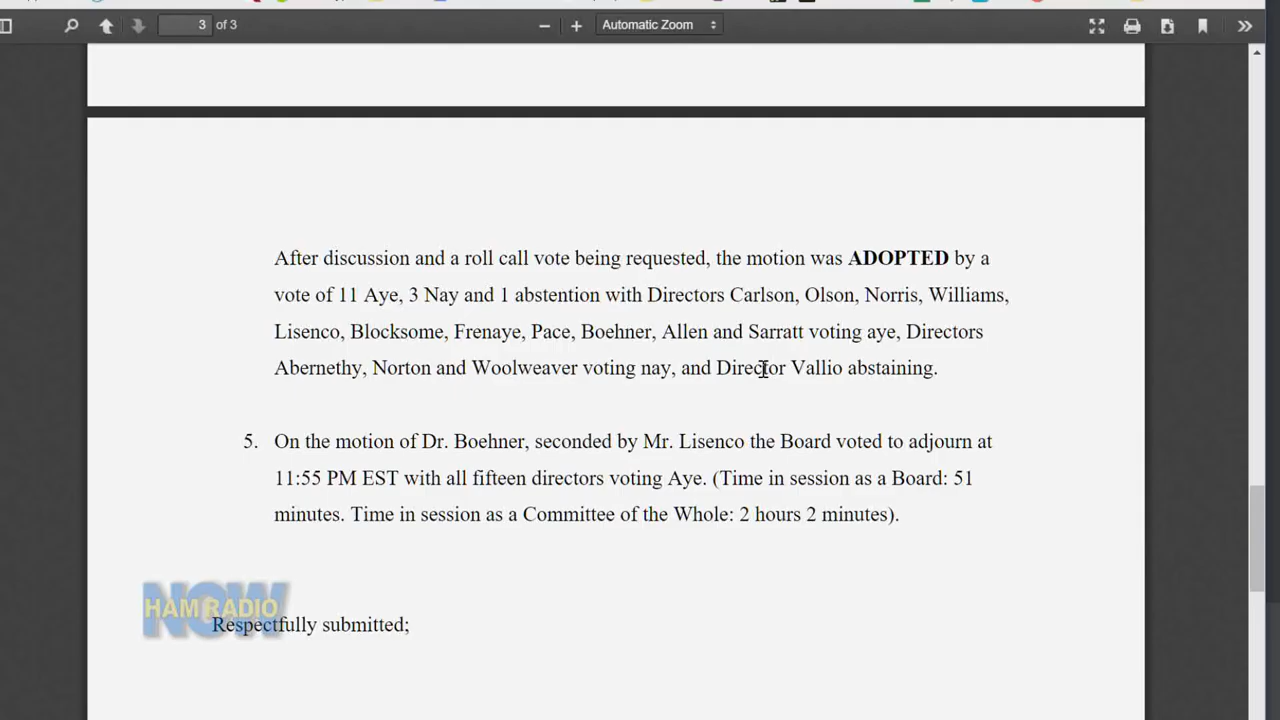 3 of 3
Automatic Zoom
After discussion and a roll call vote being requested, the motion was ADOPTED by a
vote of 11 Aye, 3 Nay and 1 abstention with Directors Carlson, Olson, Norris, Williams,
Lisenco, Blocksome, Frenaye, Pace, Boehner, Allen and Sarratt voting aye, Directors
Abernethy, Norton and Woolweaver voting nay, and Director Vallio abstaining.
5. On the motion of Dr. Boehner, seconded by Mr. Lisenco the Board voted to adjourn at
11:55 PM EST with all fifteen directors voting Aye. (Time in session as a Board: 51
minutes. Time in session as a Committee of the Whole: 2 hours 2 minutes).
NOW
HAM RADIO
Respectfully submitted;